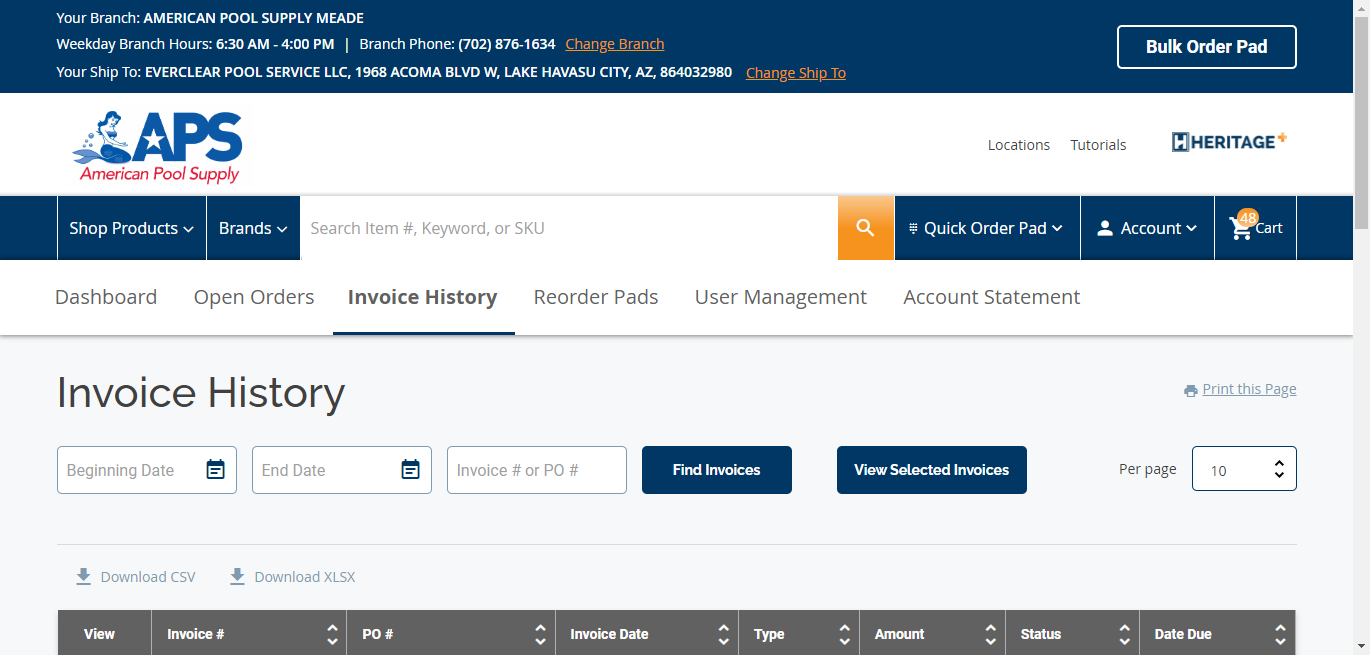 Your Branch: AMERICAN POOL SUPPLY MEADE
Weekday Branch Hours: 6:30 AM - 4:00 PM | Branch Phone: (702) 876-1634 Change Branch
Your Ship To: EVERCLEAR POOL SERVICE LLC, 1968 ACOMA BLVD W, LAKE HAVASU CITY, AZ, 864032980 Change Ship To
Bulk Order Pad
APS
American Pool Supply
Locations Tutorials HERITAGE+
Shop Products Brands Search Item #, Keyword, or SKU Quick Order Pad Account 48 Cart
Dashboard Open Orders Invoice History Reorder Pads User Management Account Statement
Invoice History
Print this Page
Beginning Date End Date Invoice # or PO # Find Invoices View Selected Invoices Per page 10
Download CSV Download XLSX
View Invoice # PO # Invoice Date Type Amount Status Date Due